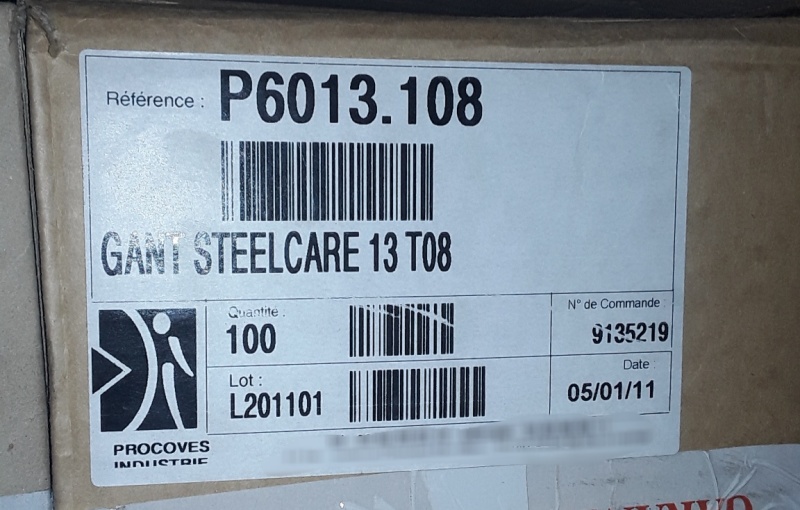 Référence : P6013.108
GANT STEELCARE 13 T08
Quantité :
100
N° de Commande :
9135219
Lot :
L201101
Date :
05/01/11
PROCOVES
INDUSTRIE